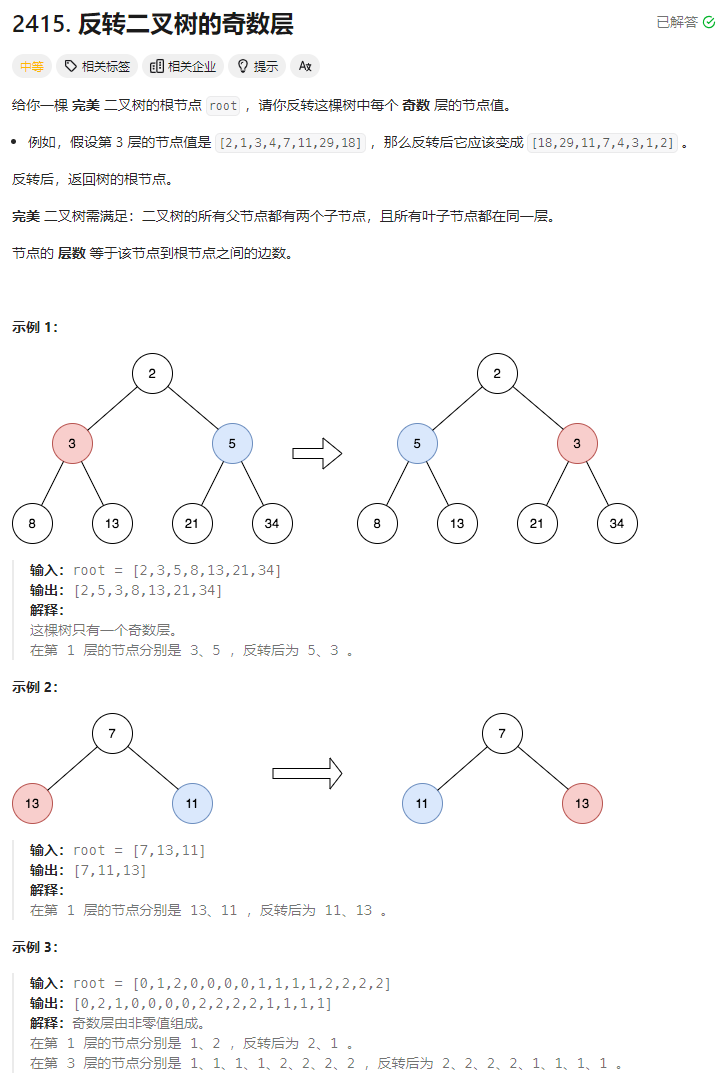 2415. 反转二叉树的奇数层
已解答
中等 相关标签 相关企业 提示 Aあ
给你一棵 完美 二叉树的根节点 root ，请你反转这棵树中每个 奇数 层的节点值。
• 例如，假设第 3 层的节点值是 [2,1,3,4,7,11,29,18] ，那么反转后它应该变成 [18,29,11,7,4,3,1,2] 。
反转后，返回树的根节点。
完美 二叉树需满足：二叉树的所有父节点都有两个子节点，且所有叶子节点都在同一层。
节点的 层数 等于该节点到根节点之间的边数。
示例 1：
2 2
3 5 5 3
8 13 21 34 8 13 21 34
输入：root = [2,3,5,8,13,21,34]
输出：[2,5,3,8,13,21,34]
解释：
这棵树只有一个奇数层。
在第 1 层的节点分别是 3、5 ，反转后为 5、3 。
示例 2：
7 7
13 11 11 13
输入：root = [7,13,11]
输出：[7,11,13]
解释：
在第 1 层的节点分别是 13、11 ，反转后为 11、13 。
示例 3：
输入：root = [0,1,2,0,0,0,0,1,1,1,1,2,2,2,2]
输出：[0,2,1,0,0,0,0,2,2,2,2,1,1,1,1]
解释：奇数层由非零值组成。
在第 1 层的节点分别是 1、2 ，反转后为 2、1 。
在第 3 层的节点分别是 1、1、1、1、2、2、2、2 ，反转后为 2、2、2、2、1、1、1、1 。